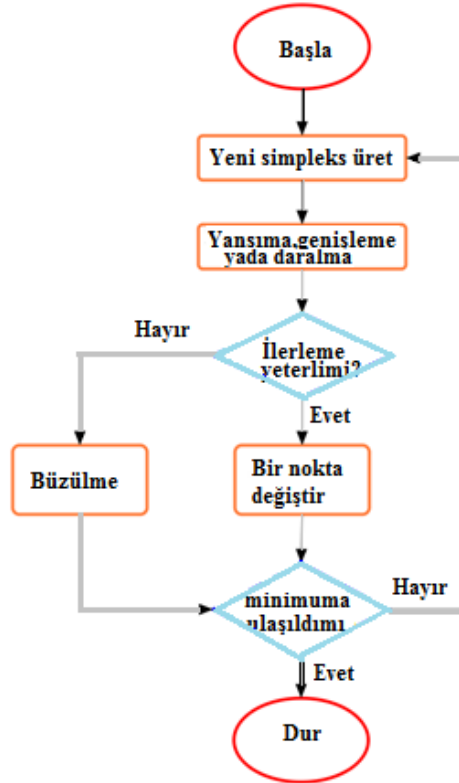 Başla
Yeni simpleks üret
Yansıma,genişleme
yada daralma
Hayır
İlerleme
yeterlimi?
Evet
Büzülme
Bir nokta
değiştir
minimuma
ulaşıldımı
Hayır
Evet
Dur